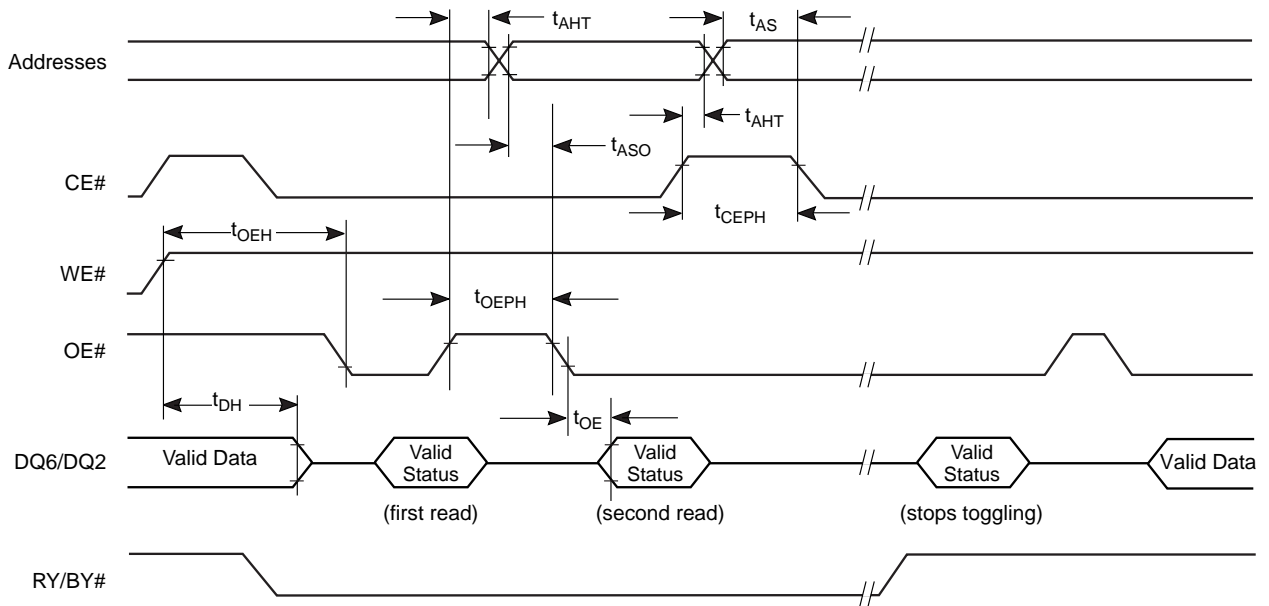 tAHT
tAS
Addresses
tAHT
tASO
CE#
tCEPH
tOEH
WE#
tOEPH
OE#
tDH
tOE
DQ6/DQ2
Valid Data
Valid
Status
Valid
Status
Valid
Status
Valid Data
(first read)
(second read)
(stops toggling)
RY/BY#